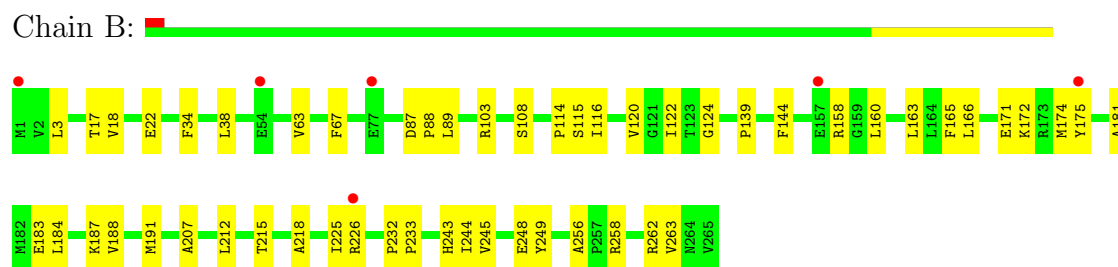 Chain B:
M1 V2 L3 T17 V18 E22 F34 L38 E54 V63 F67 E77 D87 P88 L89 R103 S108 P114 S115 I116 V120 G121 I122 T123 G124 P139 F144 E157 R158 G159 L160 L163 L164 F165 L166 E171 K172 R173 M174 Y175 A181
M182 E183 L184 K187 V188 M191 A207 L212 T215 A218 I225 R226 P232 P233 H243 I244 V245 E248 Y249 A256 P257 R258 R262 V263 N264 V265